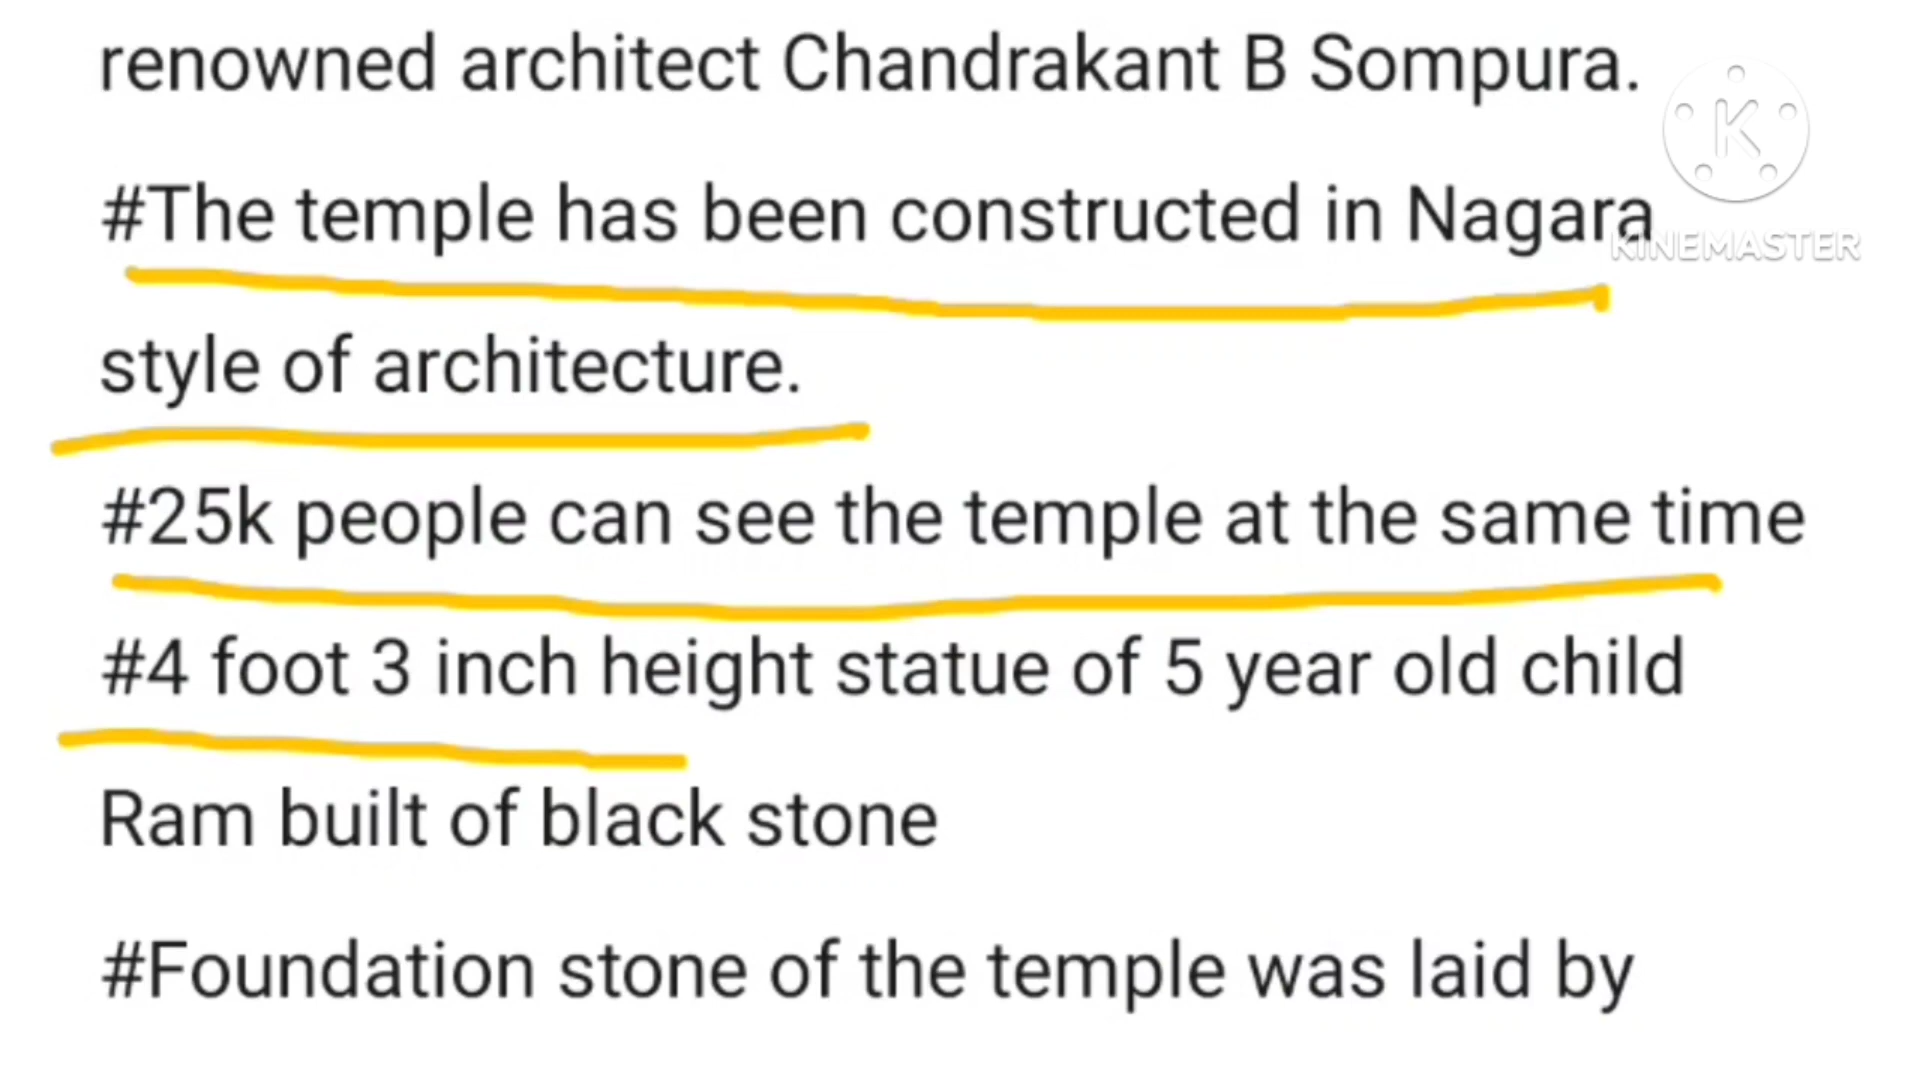 renowned architect Chandrakant B Sompura.
K
#The temple has been constructed in Nagara
KINEMASTER
style of architecture.
#25k people can see the temple at the same time
#4 foot 3 inch height statue of 5 year old child
Ram built of black stone
#Foundation stone of the temple was laid by